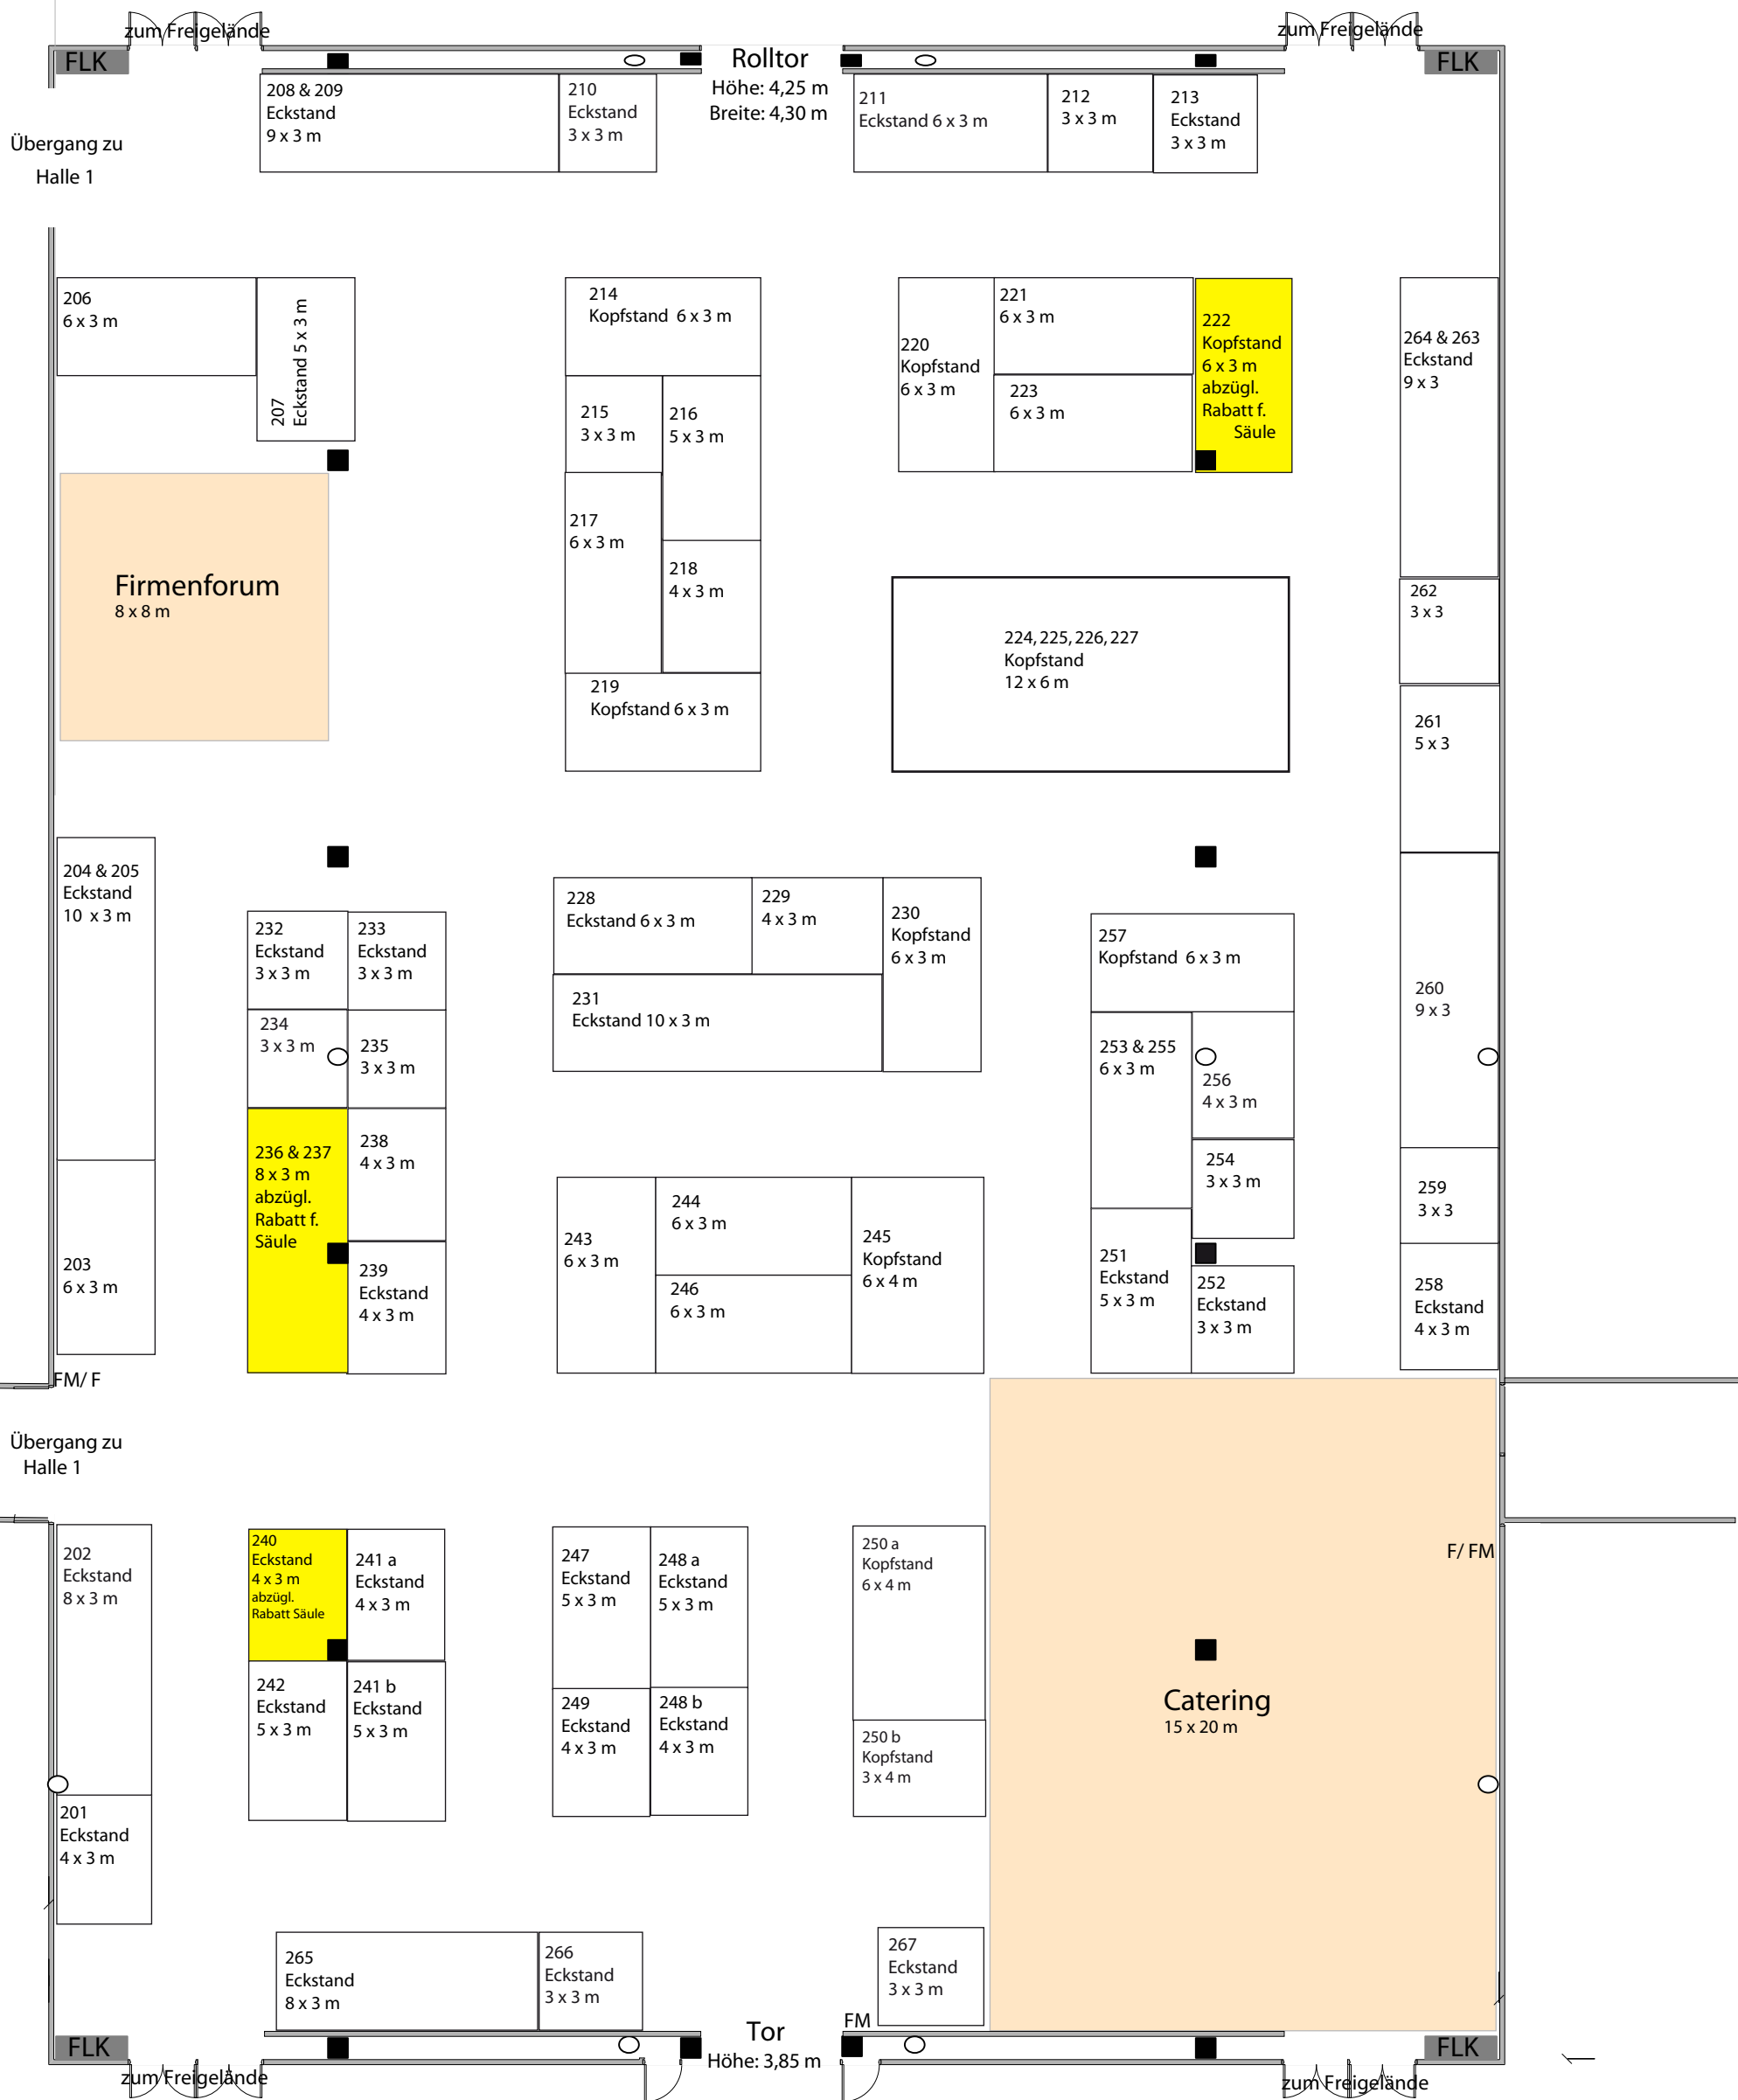 zum Freigelände
zum Freigelände
FLK
Rolltor
Höhe: 4,25 m
Breite: 4,30 m
FLK
208 & 209
Eckstand
9 x 3 m
210
Eckstand
3 x 3 m
211
Eckstand 6 x 3 m
212
3 x 3 m
213
Eckstand
3 x 3 m
Übergang zu
Halle 1
206
6 x 3 m
207
Eckstand 5 x 3 m
214
Kopfstand 6 x 3 m
215
3 x 3 m
216
5 x 3 m
217
6 x 3 m
218
4 x 3 m
219
Kopfstand 6 x 3 m
220
Kopfstand
6 x 3 m
221
6 x 3 m
223
6 x 3 m
222
Kopfstand
6 x 3 m
abzügl.
Rabatt f.
Säule
264 & 263
Eckstand
9 x 3
262
3 x 3
261
5 x 3
Firmenforum
8 x 8 m
224, 225, 226, 227
Kopfstand
12 x 6 m
204 & 205
Eckstand
10 x 3 m
203
6 x 3 m
232
Eckstand
3 x 3 m
233
Eckstand
3 x 3 m
234
3 x 3 m
235
3 x 3 m
236 & 237
8 x 3 m
abzügl.
Rabatt f.
Säule
238
4 x 3 m
239
Eckstand
4 x 3 m
228
Eckstand 6 x 3 m
229
4 x 3 m
230
Kopfstand
6 x 3 m
231
Eckstand 10 x 3 m
243
6 x 3 m
244
6 x 3 m
246
6 x 3 m
245
Kopfstand
6 x 4 m
257
Kopfstand 6 x 3 m
253 & 255
6 x 3 m
256
4 x 3 m
254
3 x 3 m
251
Eckstand
5 x 3 m
252
Eckstand
3 x 3 m
260
9 x 3
259
3 x 3
258
Eckstand
4 x 3 m
FM/ F
Übergang zu
Halle 1
202
Eckstand
8 x 3 m
201
Eckstand
4 x 3 m
240
Eckstand
4 x 3 m
abzügl.
Rabatt Säule
241 a
Eckstand
4 x 3 m
242
Eckstand
5 x 3 m
241 b
Eckstand
5 x 3 m
247
Eckstand
5 x 3 m
248 a
Eckstand
5 x 3 m
249
Eckstand
4 x 3 m
248 b
Eckstand
4 x 3 m
250 a
Kopfstand
6 x 4 m
250 b
Kopfstand
3 x 4 m
F/ FM
Catering
15 x 20 m
265
Eckstand
8 x 3 m
266
Eckstand
3 x 3 m
267
Eckstand
3 x 3 m
FM
FLK
Tor
Höhe: 3,85 m
FLK
zum Freigelände
zum Freigelände